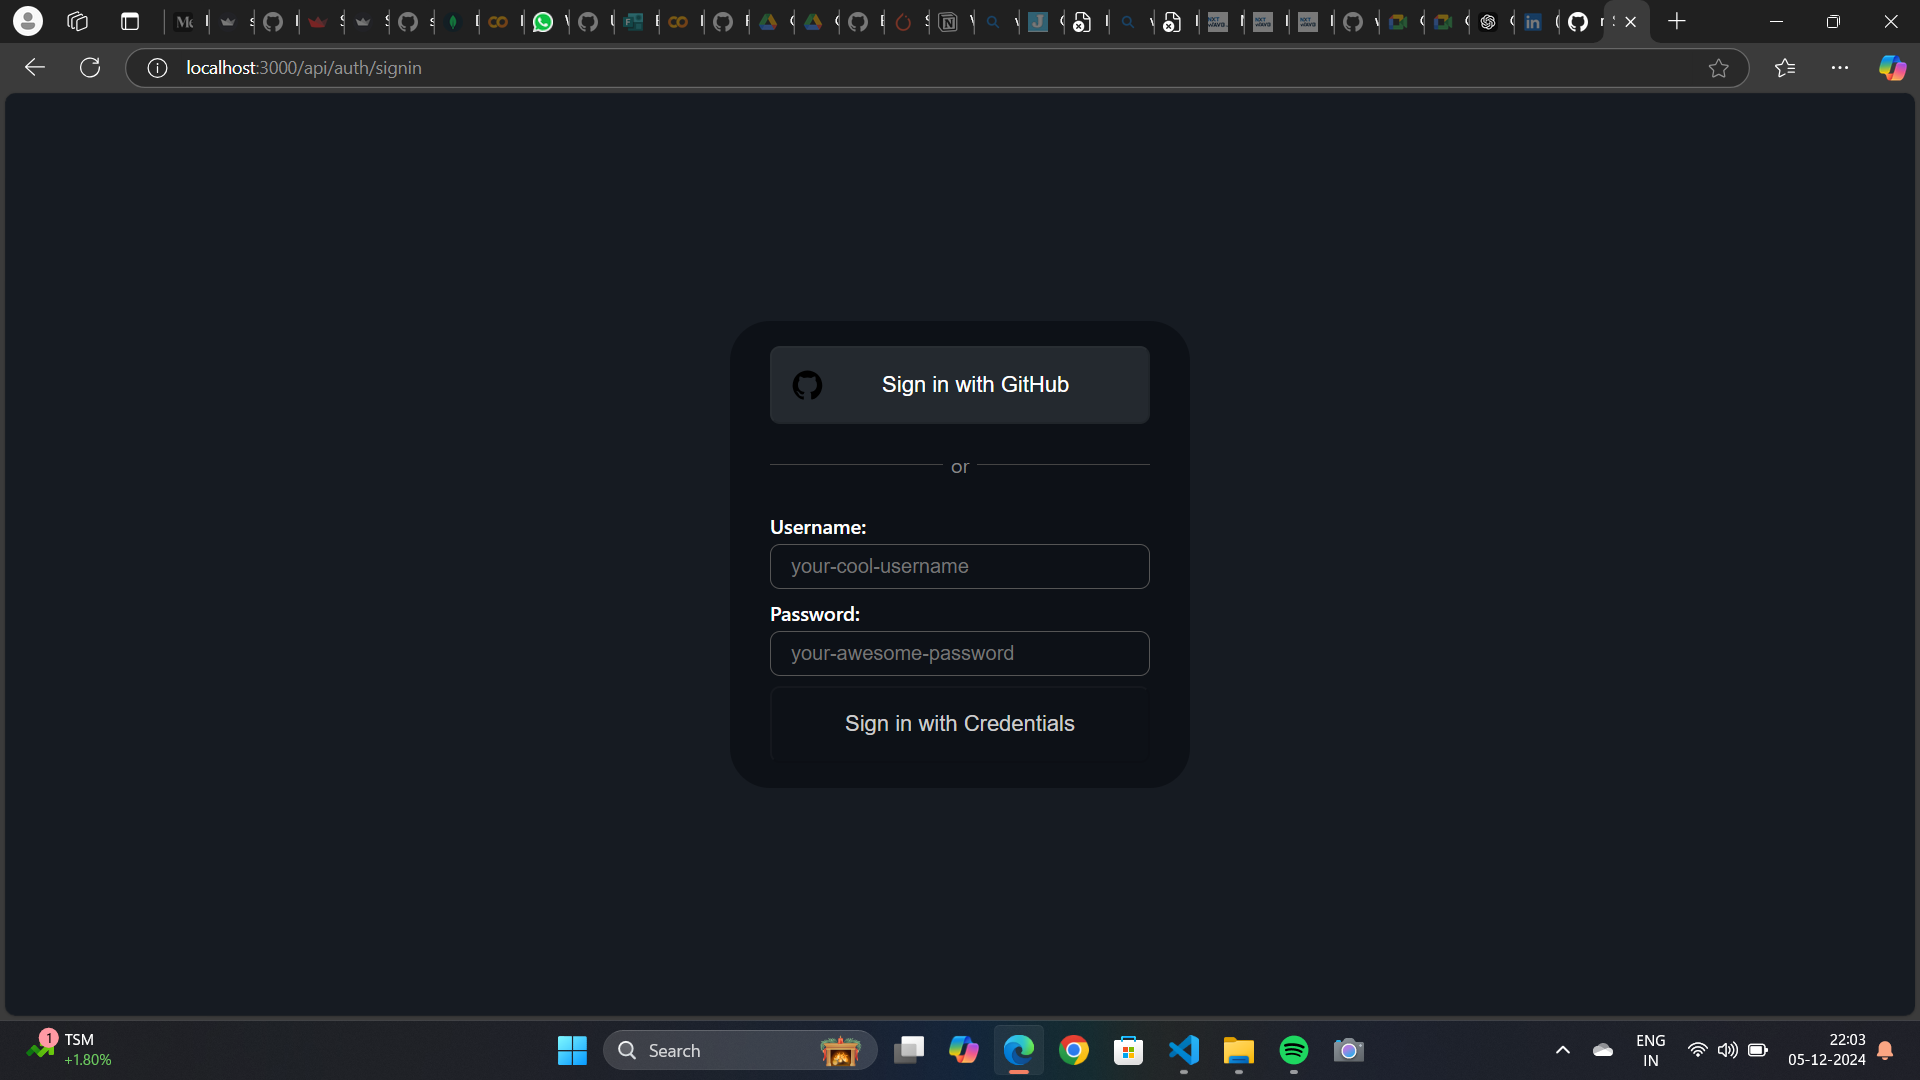 localhost:3000/api/auth/signin
Sign in with GitHub
or
Username:
your-cool-username
Password:
your-awesome-password
Sign in with Credentials
1
TSM
+1.80%
Search
ENG
IN
22:03
05-12-2024